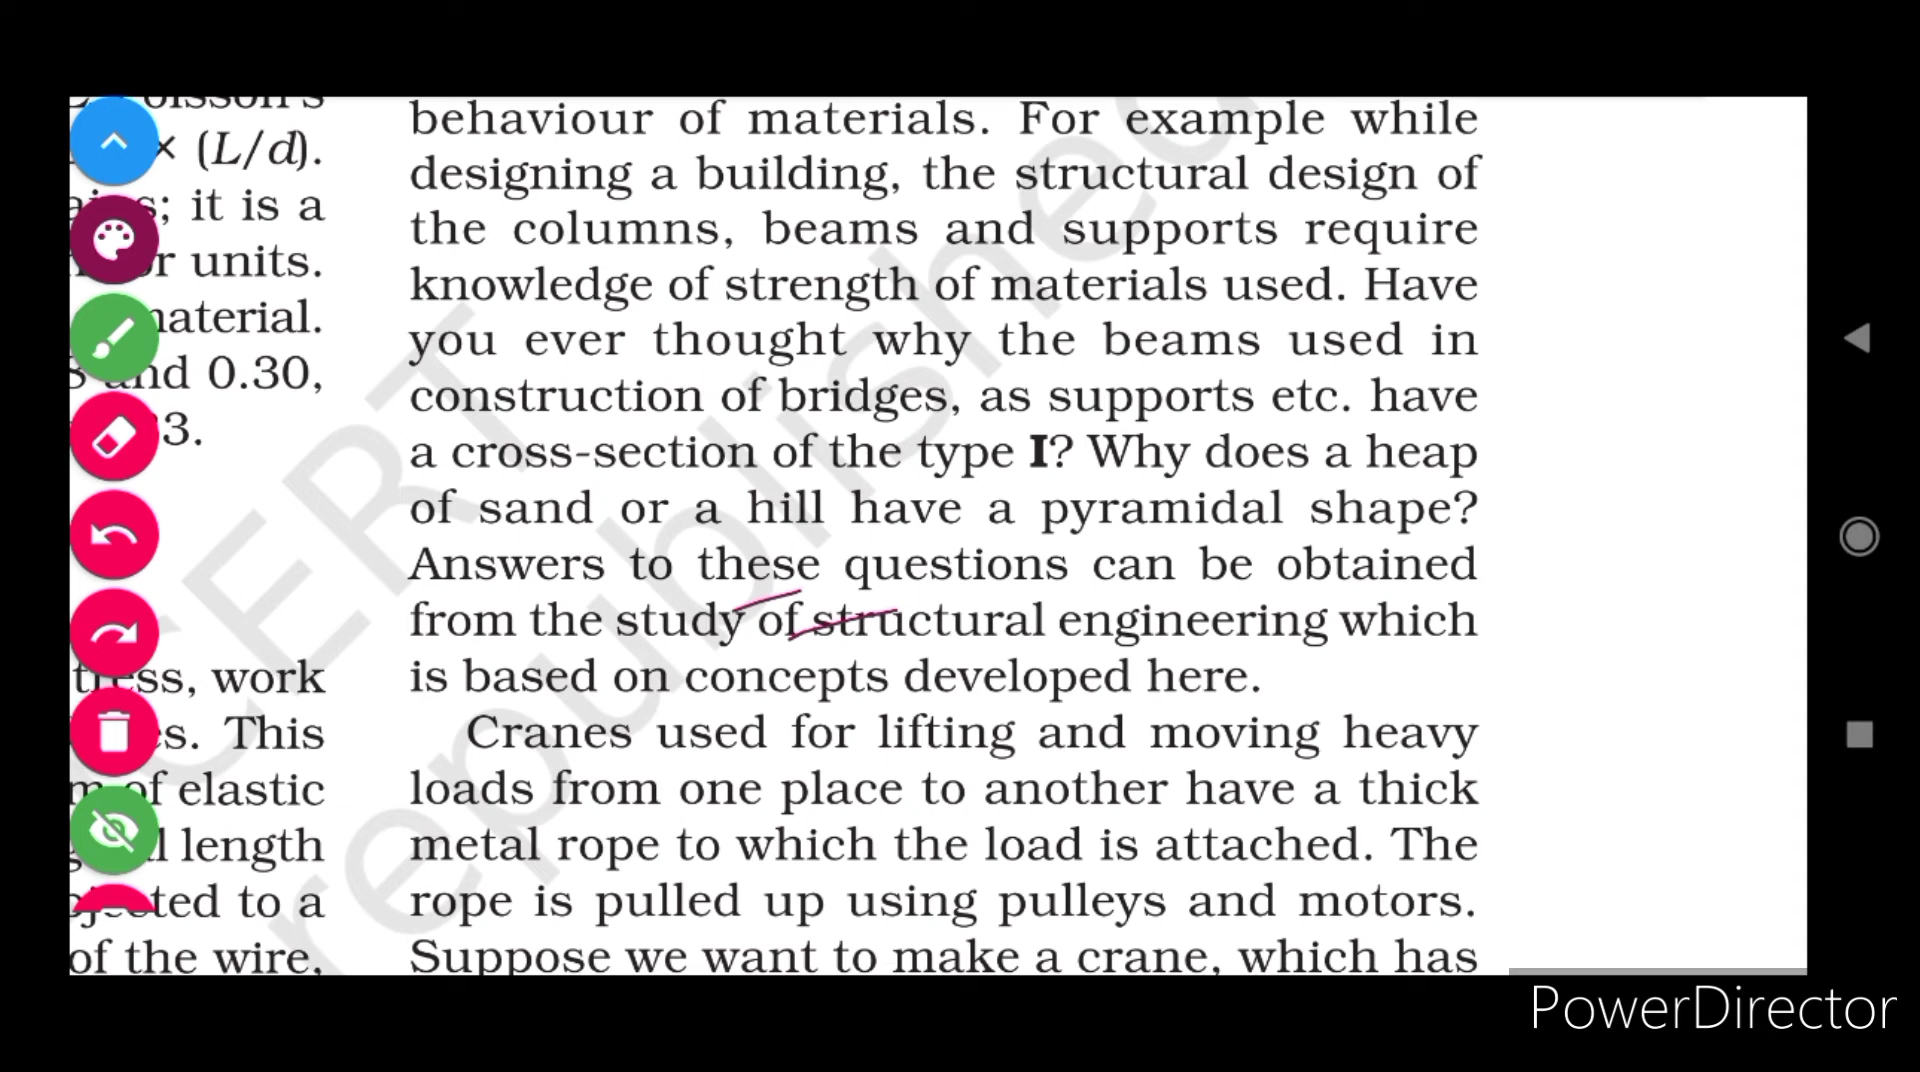 × (L/d).
; it is a
r units.
material.
and 0.30,
3.
tress, work
This
of elastic
length
to a
of the wire,
behaviour of materials. For example while
designing a building, the structural design of
the columns, beams and supports require
knowledge of strength of materials used. Have
you ever thought why the beams used in
construction of bridges, as supports etc. have
a cross-section of the type I? Why does a heap
of sand or a hill have a pyramidal shape?
Answers to these questions can be obtained
from the study of structural engineering which
is based on concepts developed here.
Cranes used for lifting and moving heavy
loads from one place to another have a thick
metal rope to which the load is attached. The
rope is pulled up using pulleys and motors.
Suppose we want to make a crane, which has
republished
PowerDirector